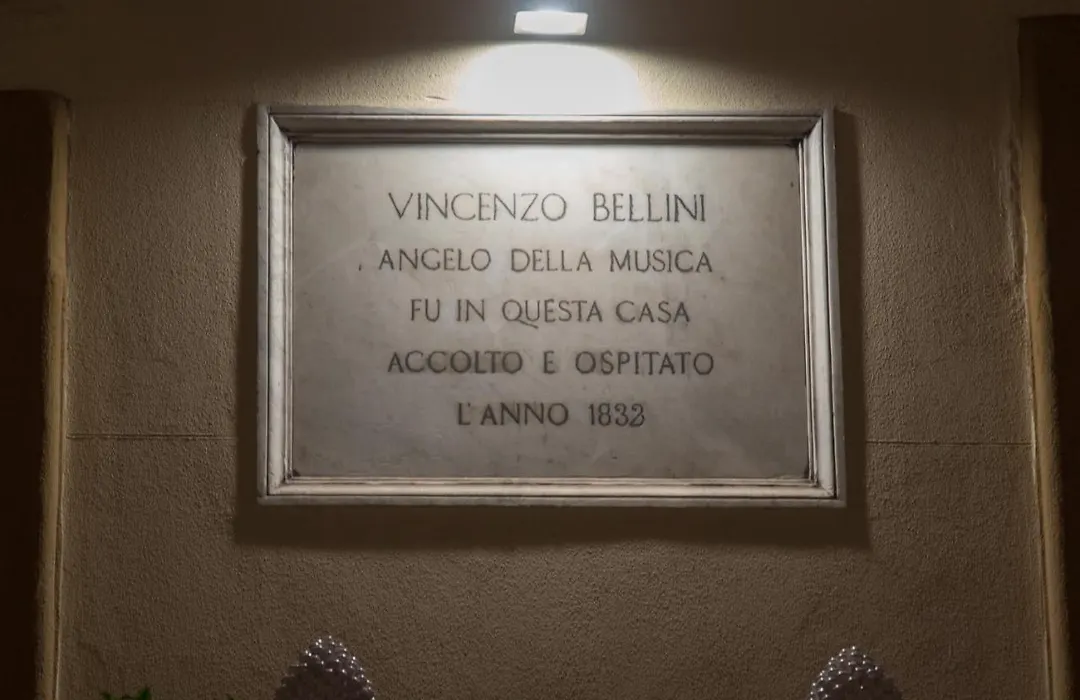 VINCENZO BELLINI
ANGELO DELLA MUSICA
FU IN QUESTA CASA
ACCOLTO E OSPITATO
L'ANNO 1832